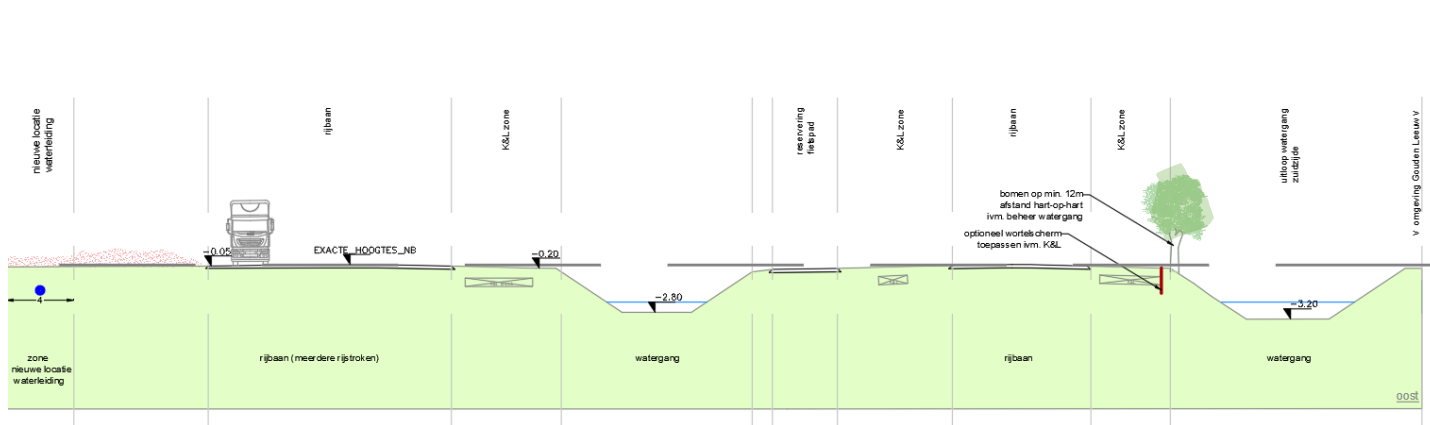 nieuwe locatie
waterleiding
rijbaan
K&L zone
reservering
fietspad
K&L zone
rijbaan
K&L zone
uitloop watergang
zuidzijde
V omgeving Gouden Leeuw V
bomen op min. 12m
afstand hart-op-hart
ivm. beheer watergang
optioneel wortelscherm
toepassen ivm. K&L
-0.05
EXACTE_HOOGTES_NB
-0.20
-2.80
-3.20
4
zone
nieuwe locatie
waterleiding
rijbaan (meerdere rijstroken)
watergang
rijbaan
watergang
oost